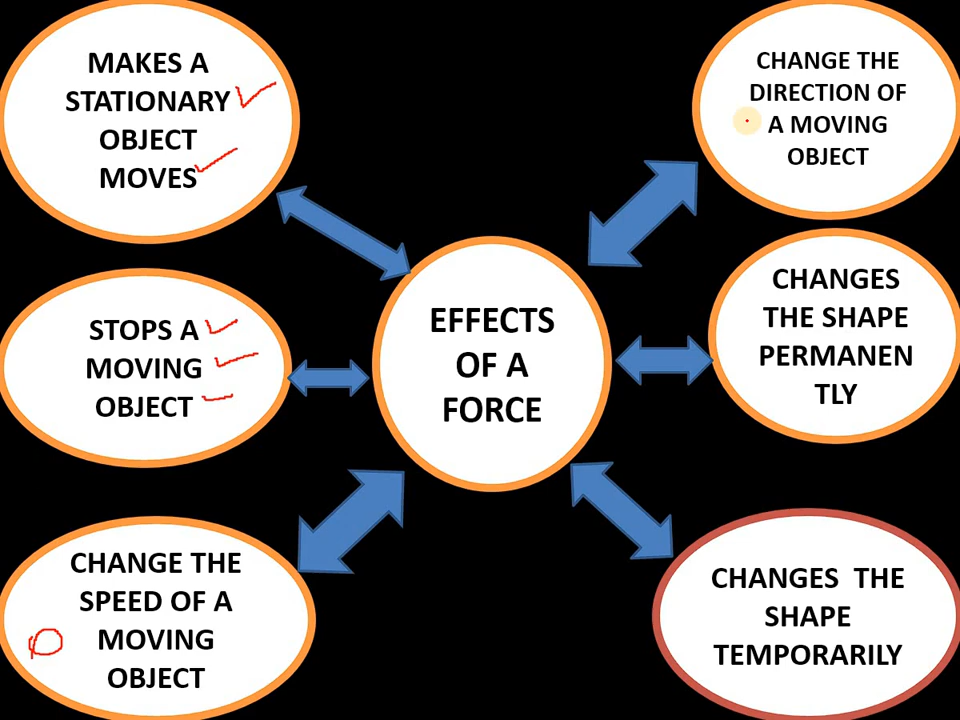 MAKES A
STATIONARY
OBJECT
MOVES
STOPS A
MOVING
OBJECT
CHANGE THE
SPEED OF A
MOVING
OBJECT
EFFECTS
OF A
FORCE
CHANGE THE
DIRECTION OF
A MOVING
OBJECT
CHANGES
THE SHAPE
PERMANEN
TLY
CHANGES THE
SHAPE
TEMPORARILY